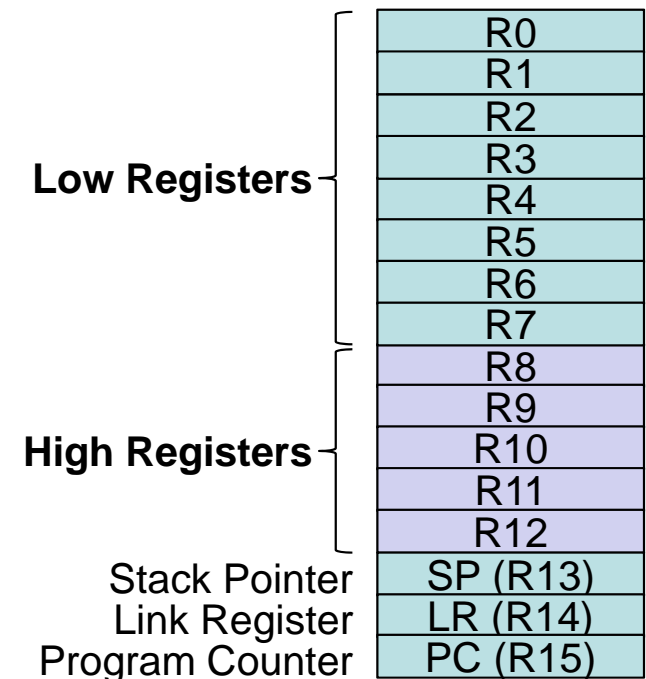 R0
R1
R2
R3
Low Registers
R4
R5
R6
R7
R8
R9
High Registers
R10
R11
R12
Stack Pointer SP (R13)
Link Register LR (R14)
Program Counter PC (R15)